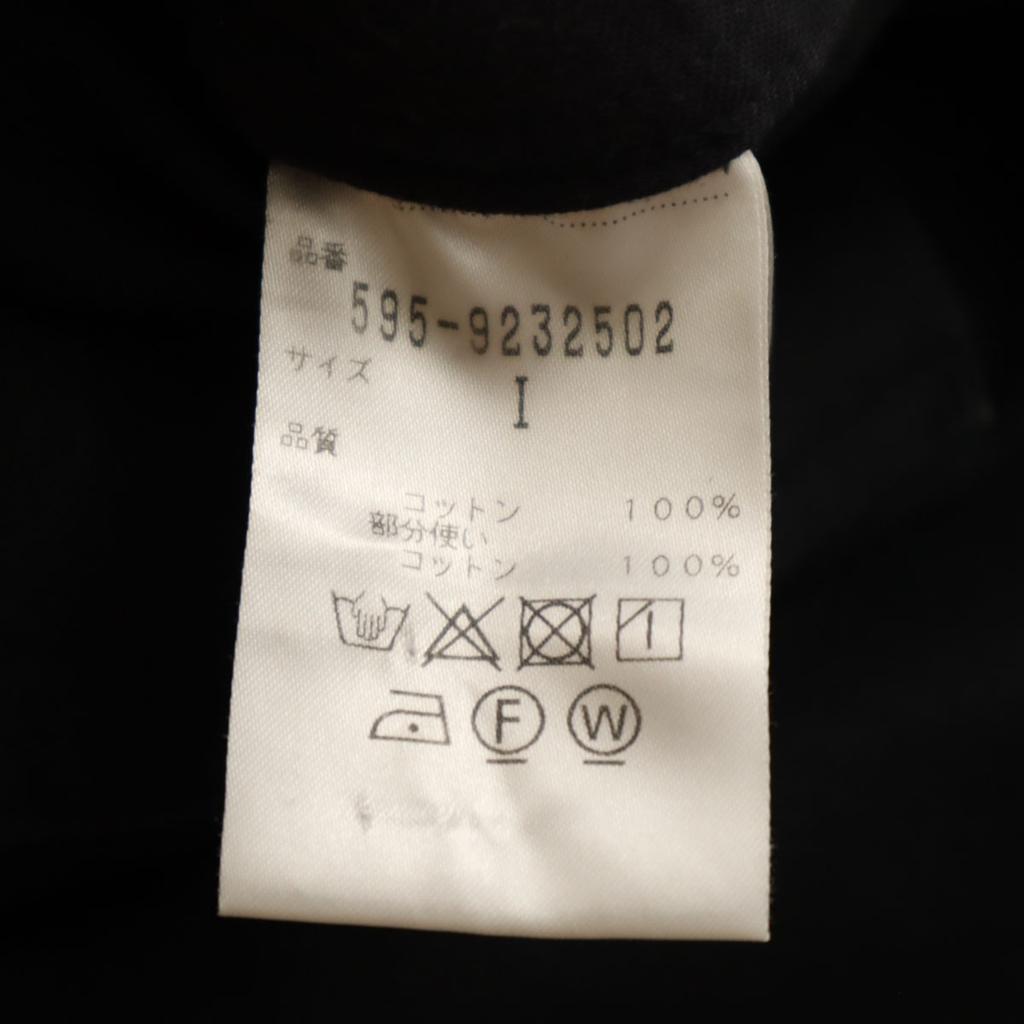 品番
595-9232502
サイズ
I
品質
コットン 100%
部分使い
コットン 100%
F W